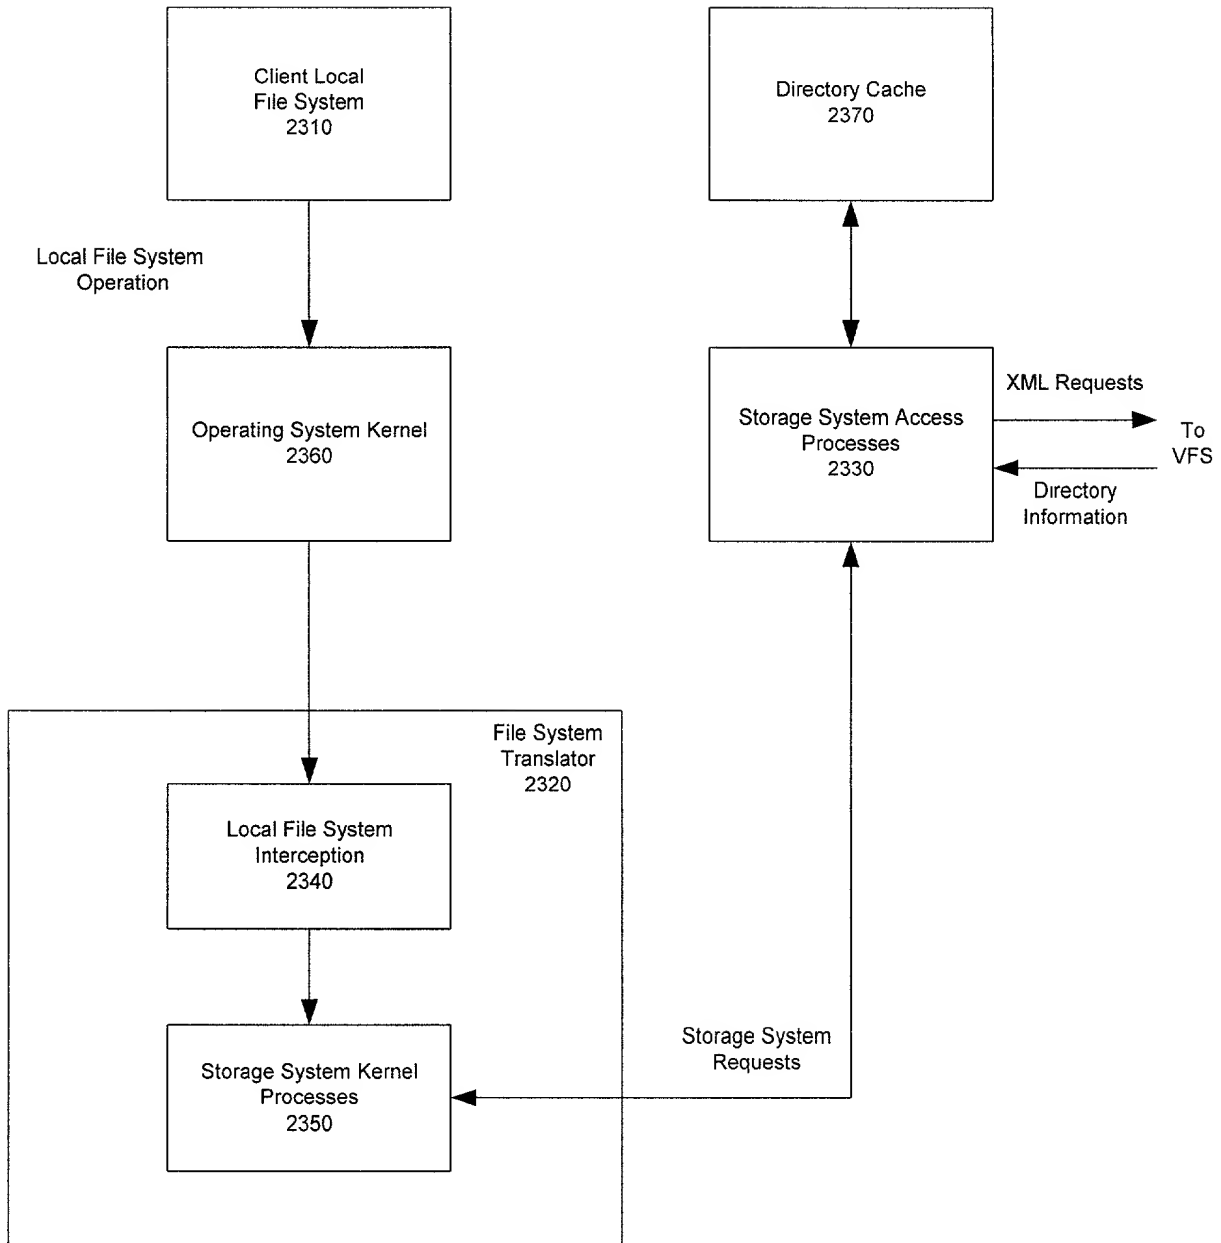 Client Local
File System
2310
Directory Cache
2370
Local File System
Operation
Operating System Kernel
2360
Storage System Access
Processes
2330
XML Requests
To
VFS
Directory
Information
File System
Translator
2320
Local File System
Interception
2340
Storage System Kernel
Processes
2350
Storage System
Requests